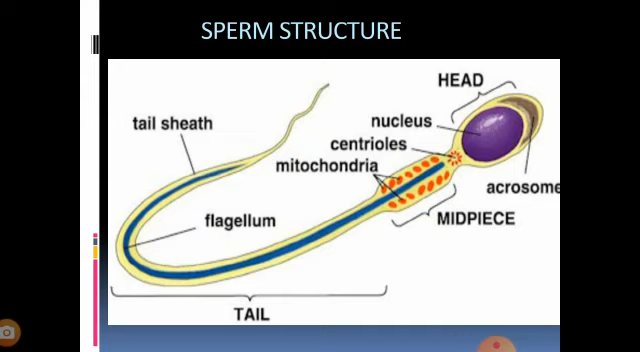 SPERM STRUCTURE
HEAD
nucleus
tail sheath
centrioles
mitochondria
acrosome
flagellum
MIDPIECE
TAIL